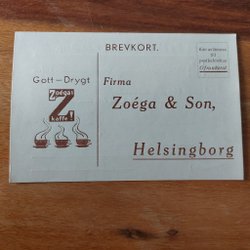 BREVKORT.
Gott–Drygt
Zoégas
Z
kaffe!
Firma
Zoéga & Son,
Helsingborg